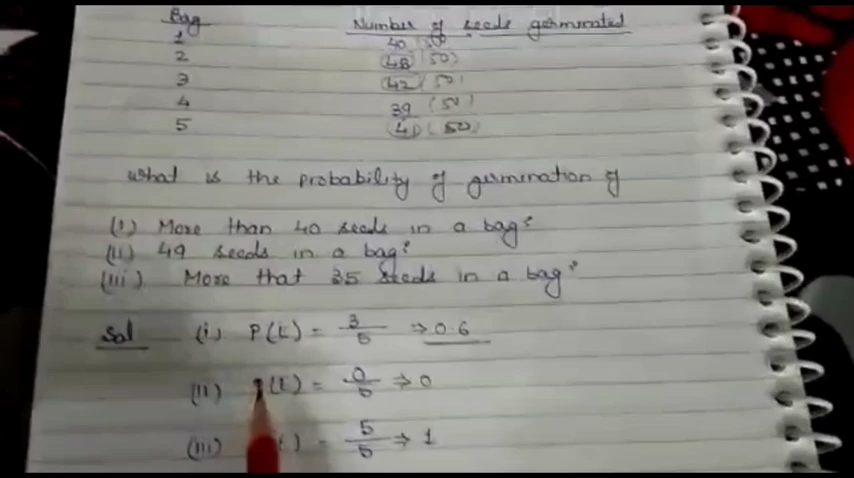 Bag Number of seeds germinated
1 40 (50
2 48 (50)
3 42 (50)
4 39 (50)
5 41 (50)
What is the probability of germination of
(i) More than 40 seeds in a bag?
(ii) 49 seeds in a bag?
(iii) More that 35 seeds in a bag?
Sol (i) P(E) = 3/5 ⇒ 0.6
(ii) (E) = 0/5 ⇒ 0
(iii) ( ) = 5/5 ⇒ 1